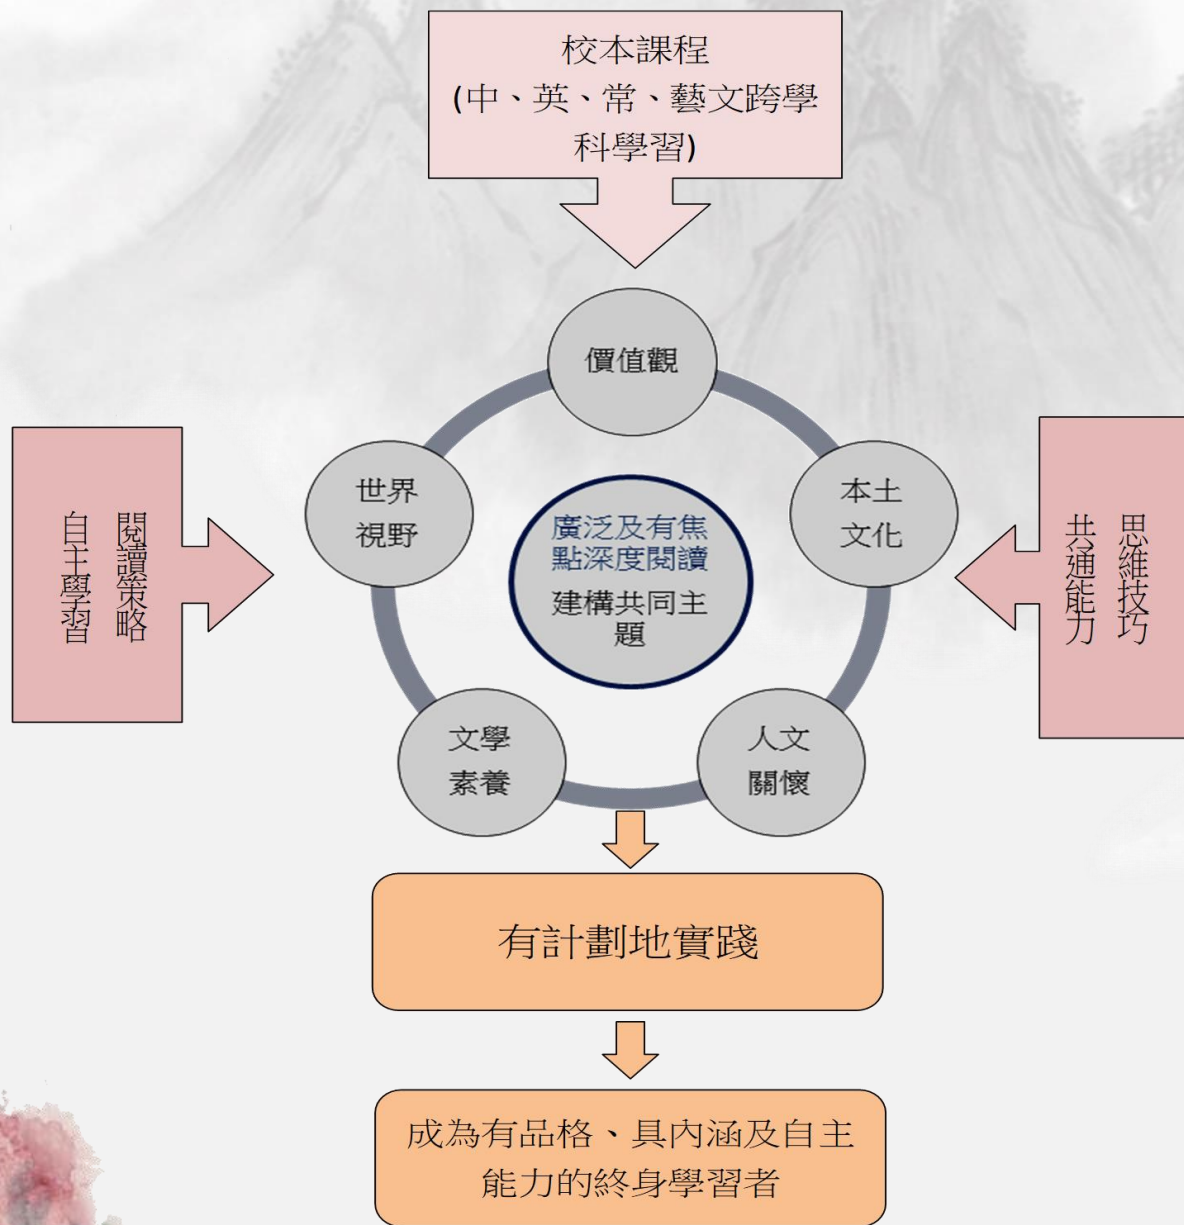 校本課程
(中、英、常、藝文跨學
科學習)
價值觀
世界
視野
本土
文化
廣泛及有焦
點深度閱讀
建構共同主
題
閱讀策略
自主學習
思維技巧
共通能力
文學
素養
人文
關懷
有計劃地實踐
成為有品格、具內涵及自主
能力的終身學習者